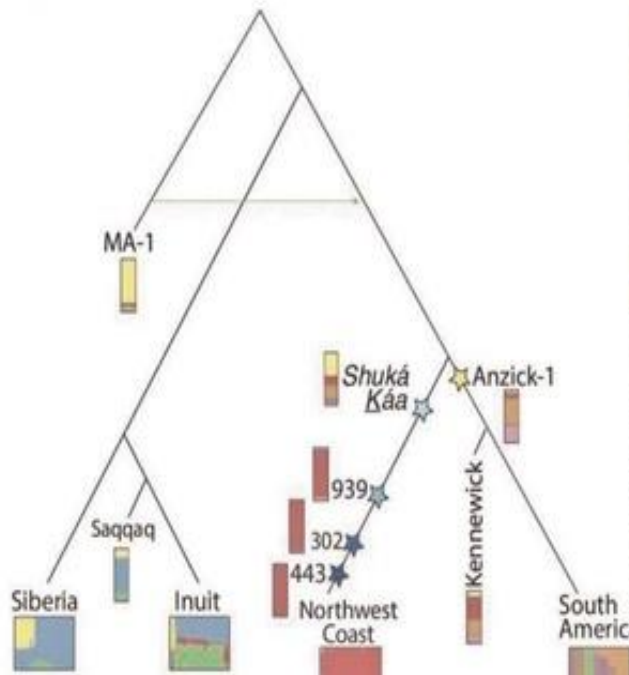 MA-1
Shuká
Káa
Anzick-1
939
302
443
Saqqaq
Kennewick
Siberia
Inuit
Northwest
Coast
South
Americ